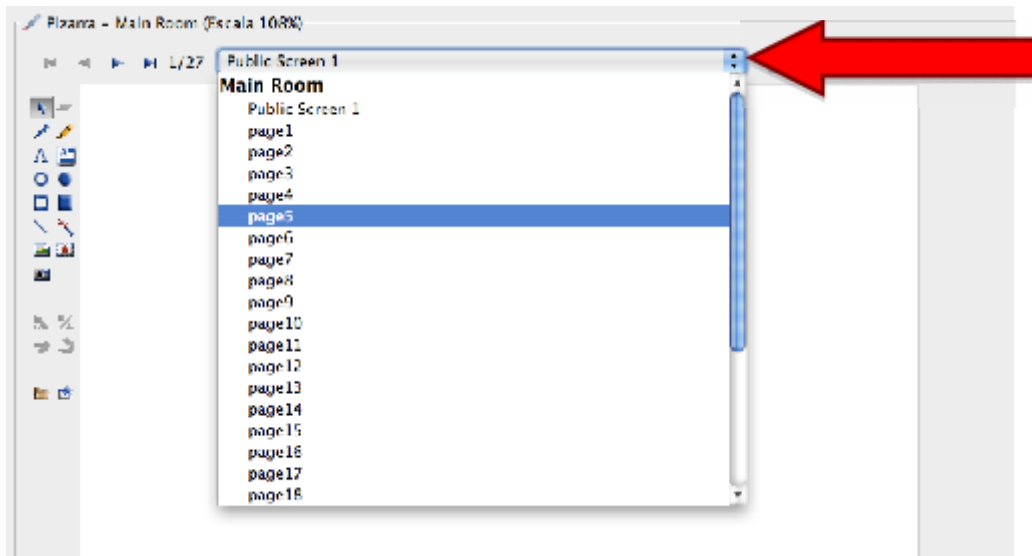 Pizarra - Main Room (Escala 108%)
1/27 Public Screen 1
Main Room
Public Screen 1
page1
page2
page3
page4
page5
page6
page7
page8
page9
page10
page11
page12
page13
page14
page15
page16
page17
page18